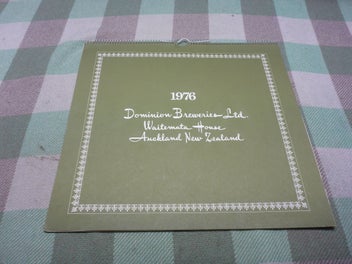 1976
Dominion Breweries Ltd.
Waitemata House
Auckland New Zealand